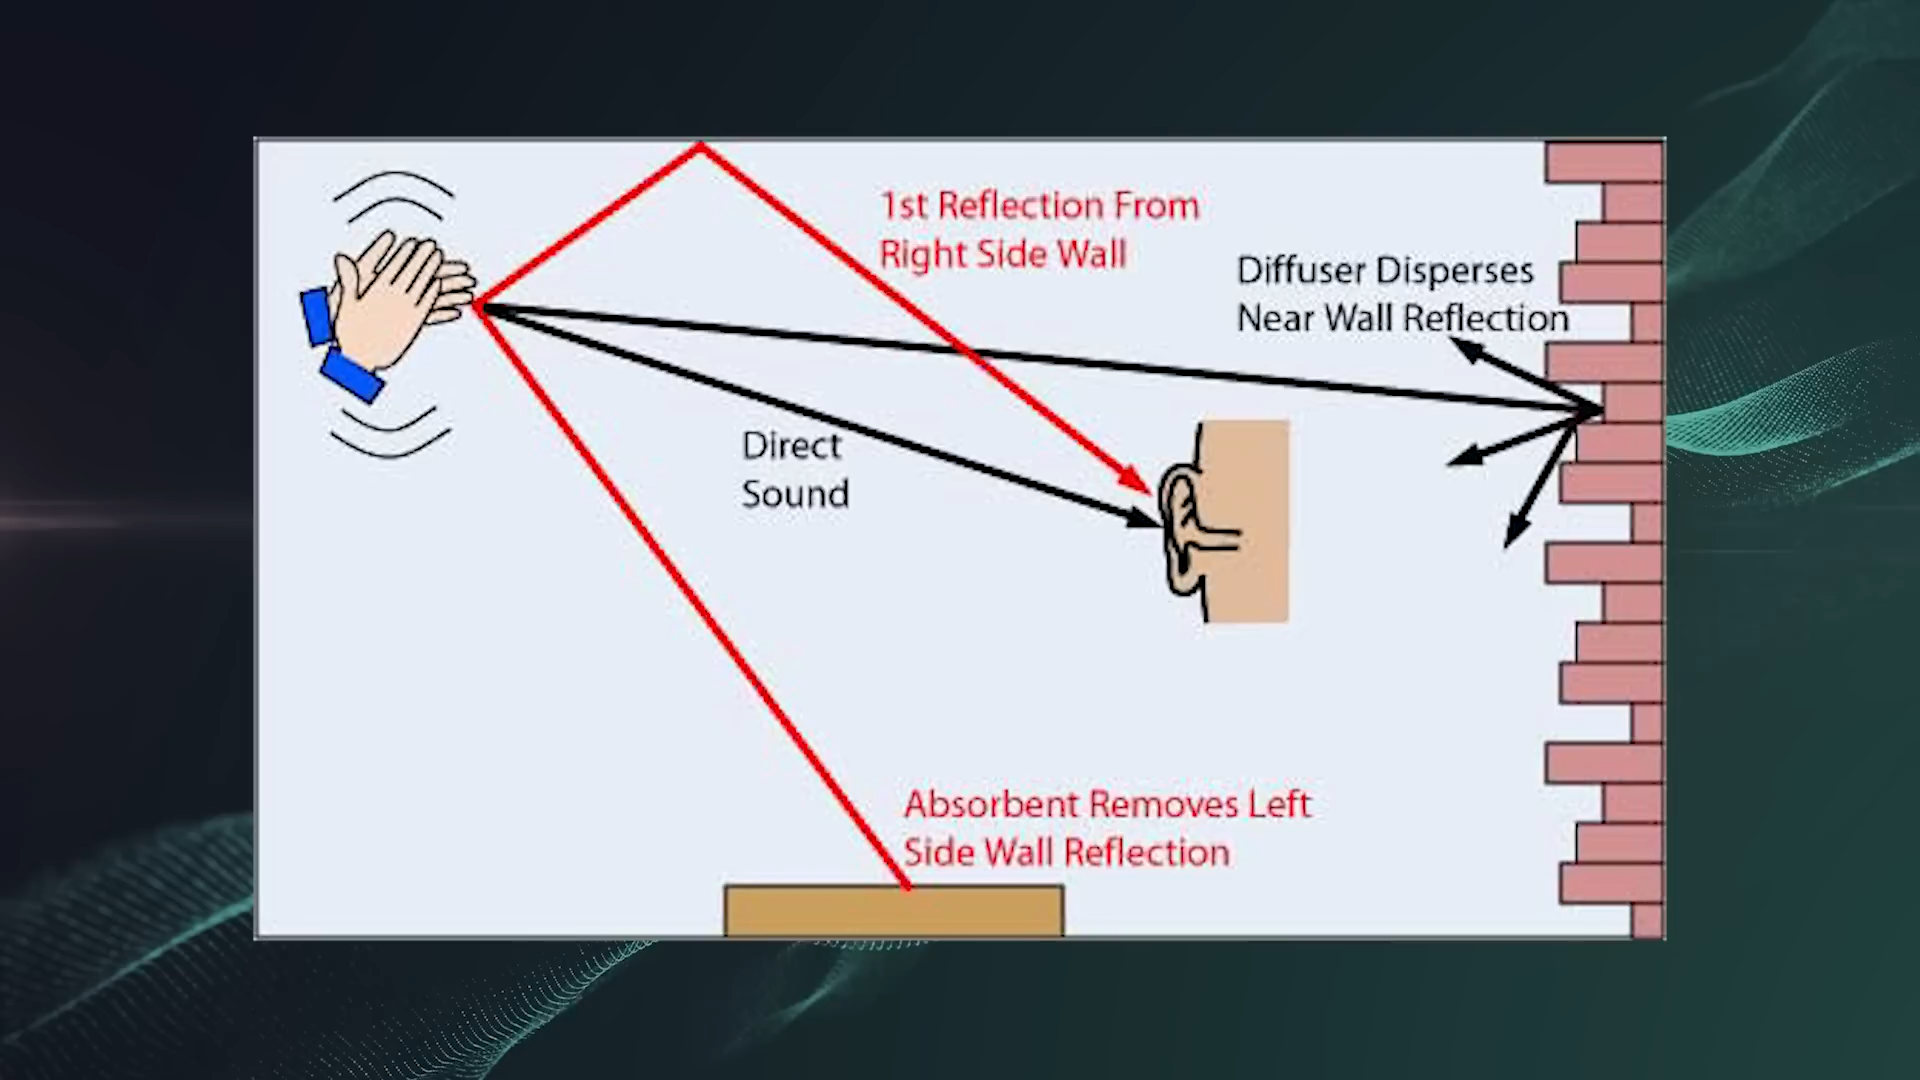 1st Reflection From
Right Side Wall
Diffuser Disperses
Near Wall Reflection
Direct
Sound
Absorbent Removes Left
Side Wall Reflection